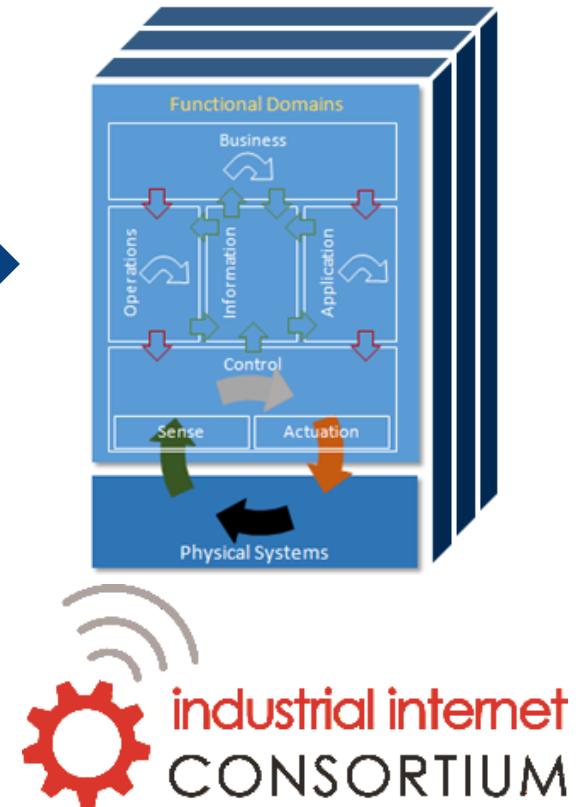 Functional Domains
Business
Operations
Information
Application
Control
Sense
Actuation
Physical Systems
industrial internet
CONSORTIUM